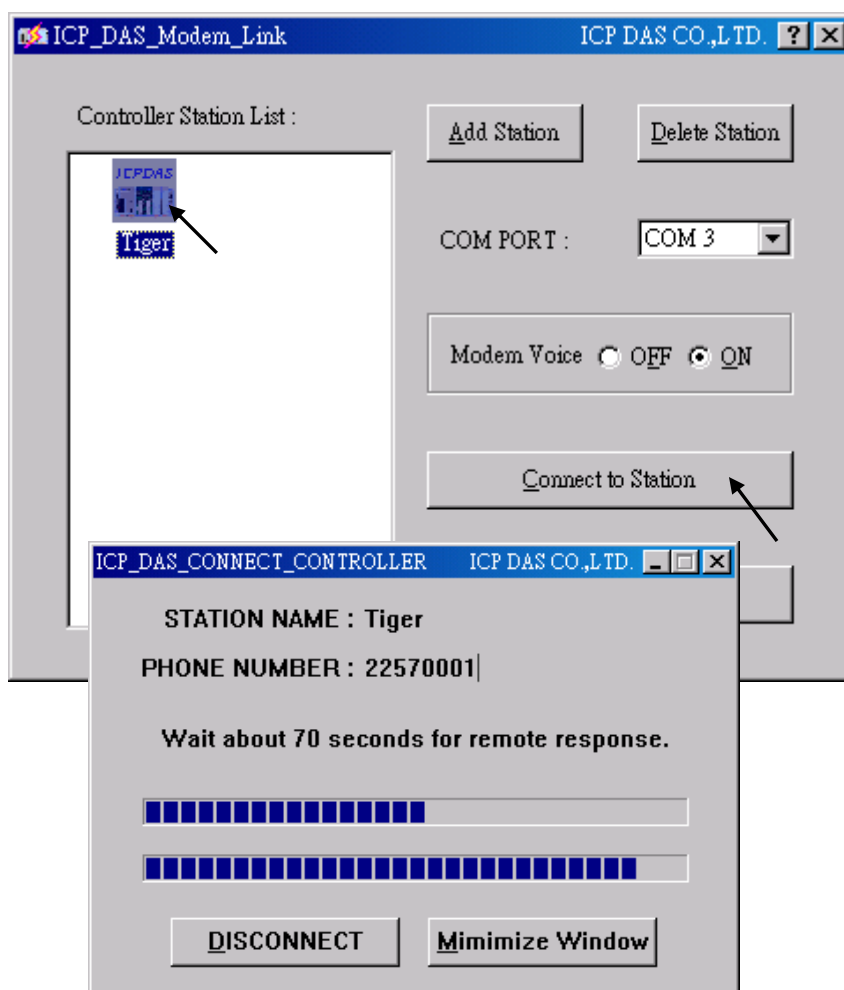 ICP_DAS_Modem_Link ICP DAS CO.,LTD. ?
Controller Station List :
Add Station
Delete Station
ICPDAS
Tiger
COM PORT :
COM 3
Modem Voice OFF ON
Connect to Station
ICP_DAS_CONNECT_CONTROLLER ICP DAS CO.,LTD.
STATION NAME : Tiger
PHONE NUMBER : 22570001
Wait about 70 seconds for remote response.
DISCONNECT
Mimimize Window